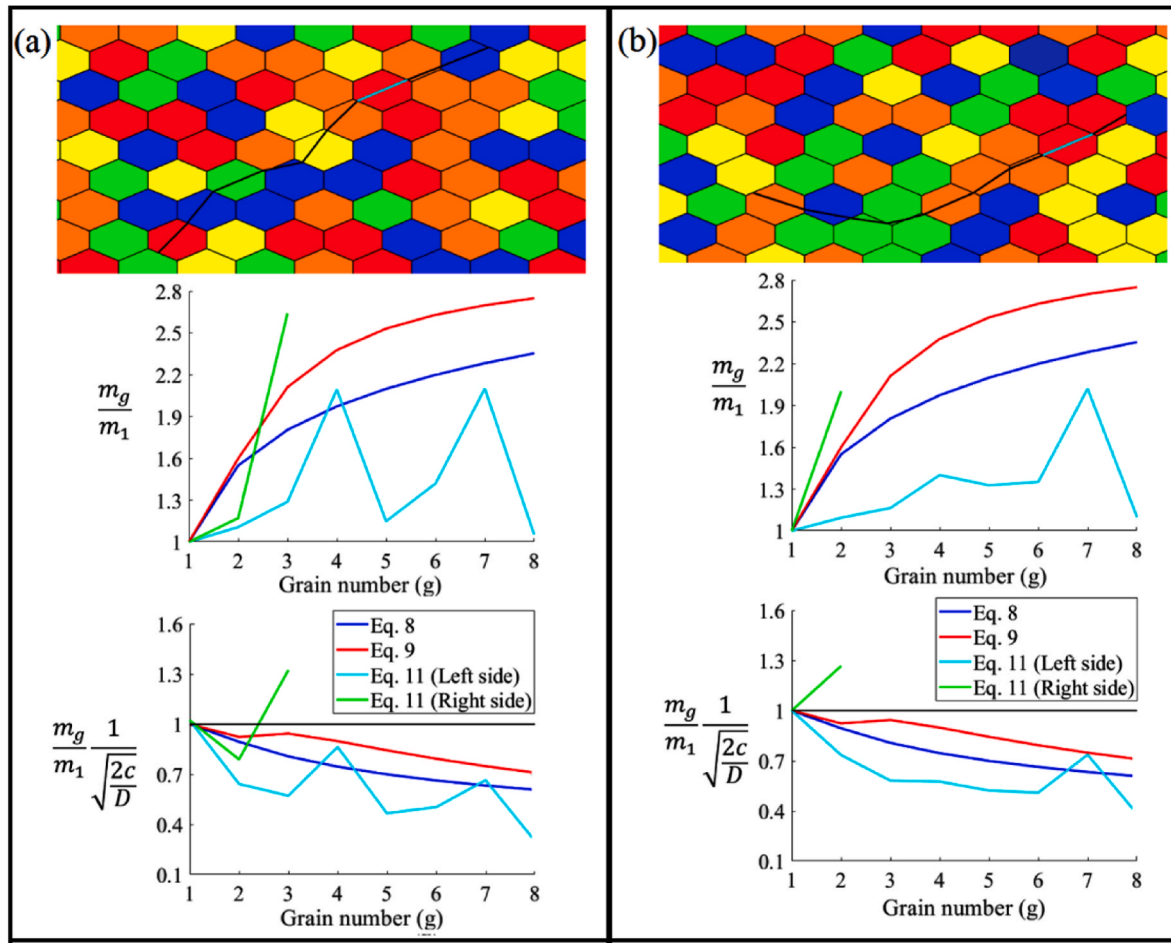 (a)
2.8
2.5
2.2
1.9
1.6
1.3
1
m_g/m_1
1 2 3 4 5 6 7 8
Grain number (g)
1.6
1.3
1
0.7
0.4
0.1
m_g/m_1 1/√(2c/D)
Eq. 8
Eq. 9
Eq. 11 (Left side)
Eq. 11 (Right side)
1 2 3 4 5 6 7 8
Grain number (g)
(b)
2.8
2.5
2.2
1.9
1.6
1.3
1
m_g/m_1
1 2 3 4 5 6 7 8
Grain number (g)
1.6
1.3
1
0.7
0.4
0.1
m_g/m_1 1/√(2c/D)
Eq. 8
Eq. 9
Eq. 11 (Left side)
Eq. 11 (Right side)
1 2 3 4 5 6 7 8
Grain number (g)